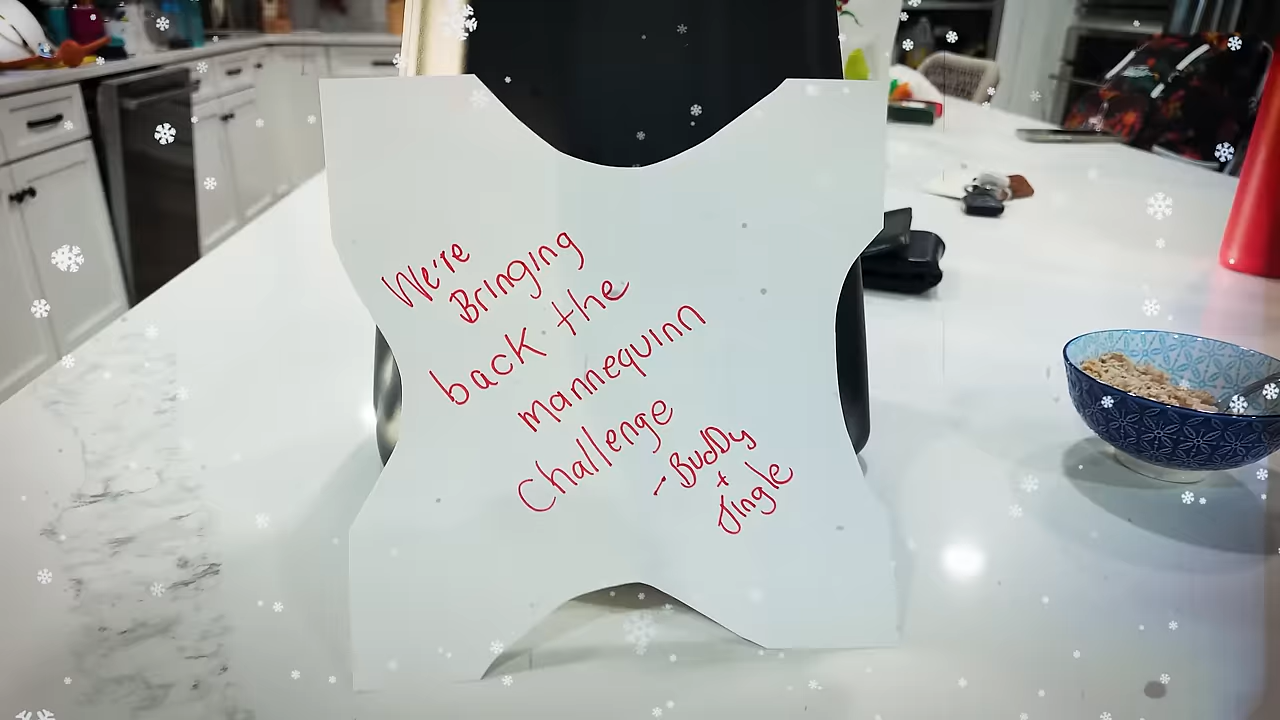 We're
Bringing
back the
mannequinn
Challenge
- Buddy
+
Jingle